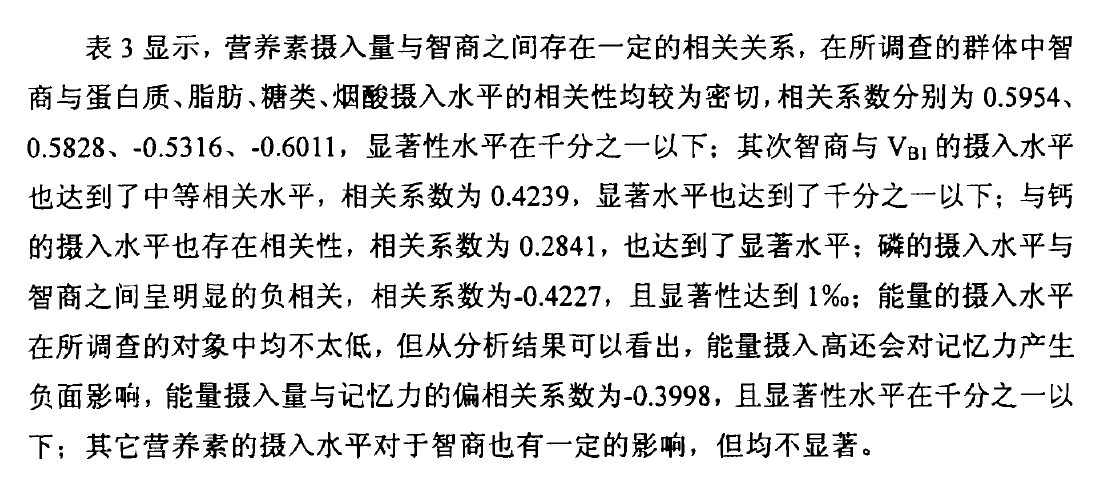 表 3 显示，营养素摄入量与智商之间存在一定的相关关系，在所调查的群体中智
商与蛋白质、脂肪、糖类、烟酸摄入水平的相关性均较为密切，相关系数分别为 0.5954、
0.5828、-0.5316、-0.6011，显著性水平在千分之一以下；其次智商与 VB1 的摄入水平
也达到了中等相关水平，相关系数为 0.4239，显著水平也达到了千分之一以下；与钙
的摄入水平也存在相关性，相关系数为 0.2841，也达到了显著水平；磷的摄入水平与
智商之间呈明显的负相关，相关系数为-0.4227，且显著性达到 1‰；能量的摄入水平
在所调查的对象中均不太低，但从分析结果可以看出，能量摄入高还会对记忆力产生
负面影响，能量摄入量与记忆力的偏相关系数为-0.3998，且显著性水平在千分之一以
下；其它营养素的摄入水平对于智商也有一定的影响，但均不显著。